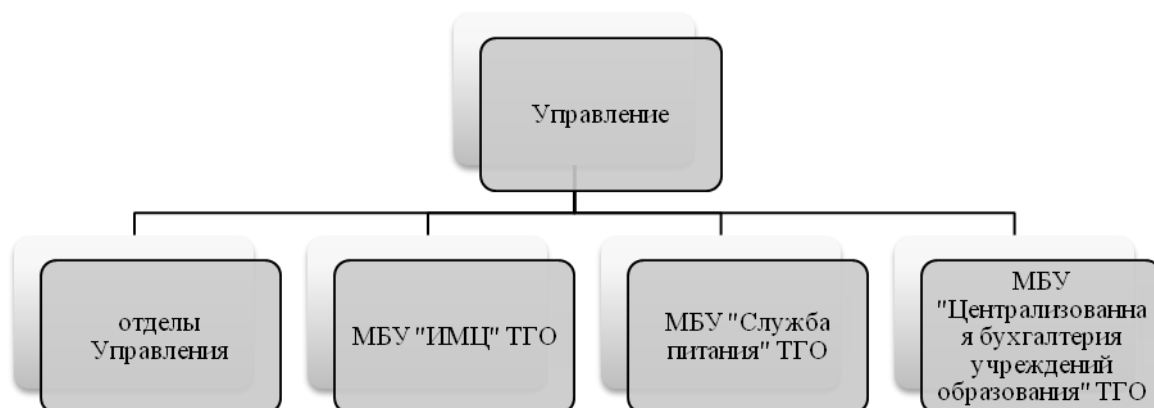 Управление
отделы
Управления
МБУ "ИМЦ" ТГО
МБУ "Служба
питания" ТГО
МБУ
"Централизованна
я бухгалтерия
учреждений
образования" ТГО